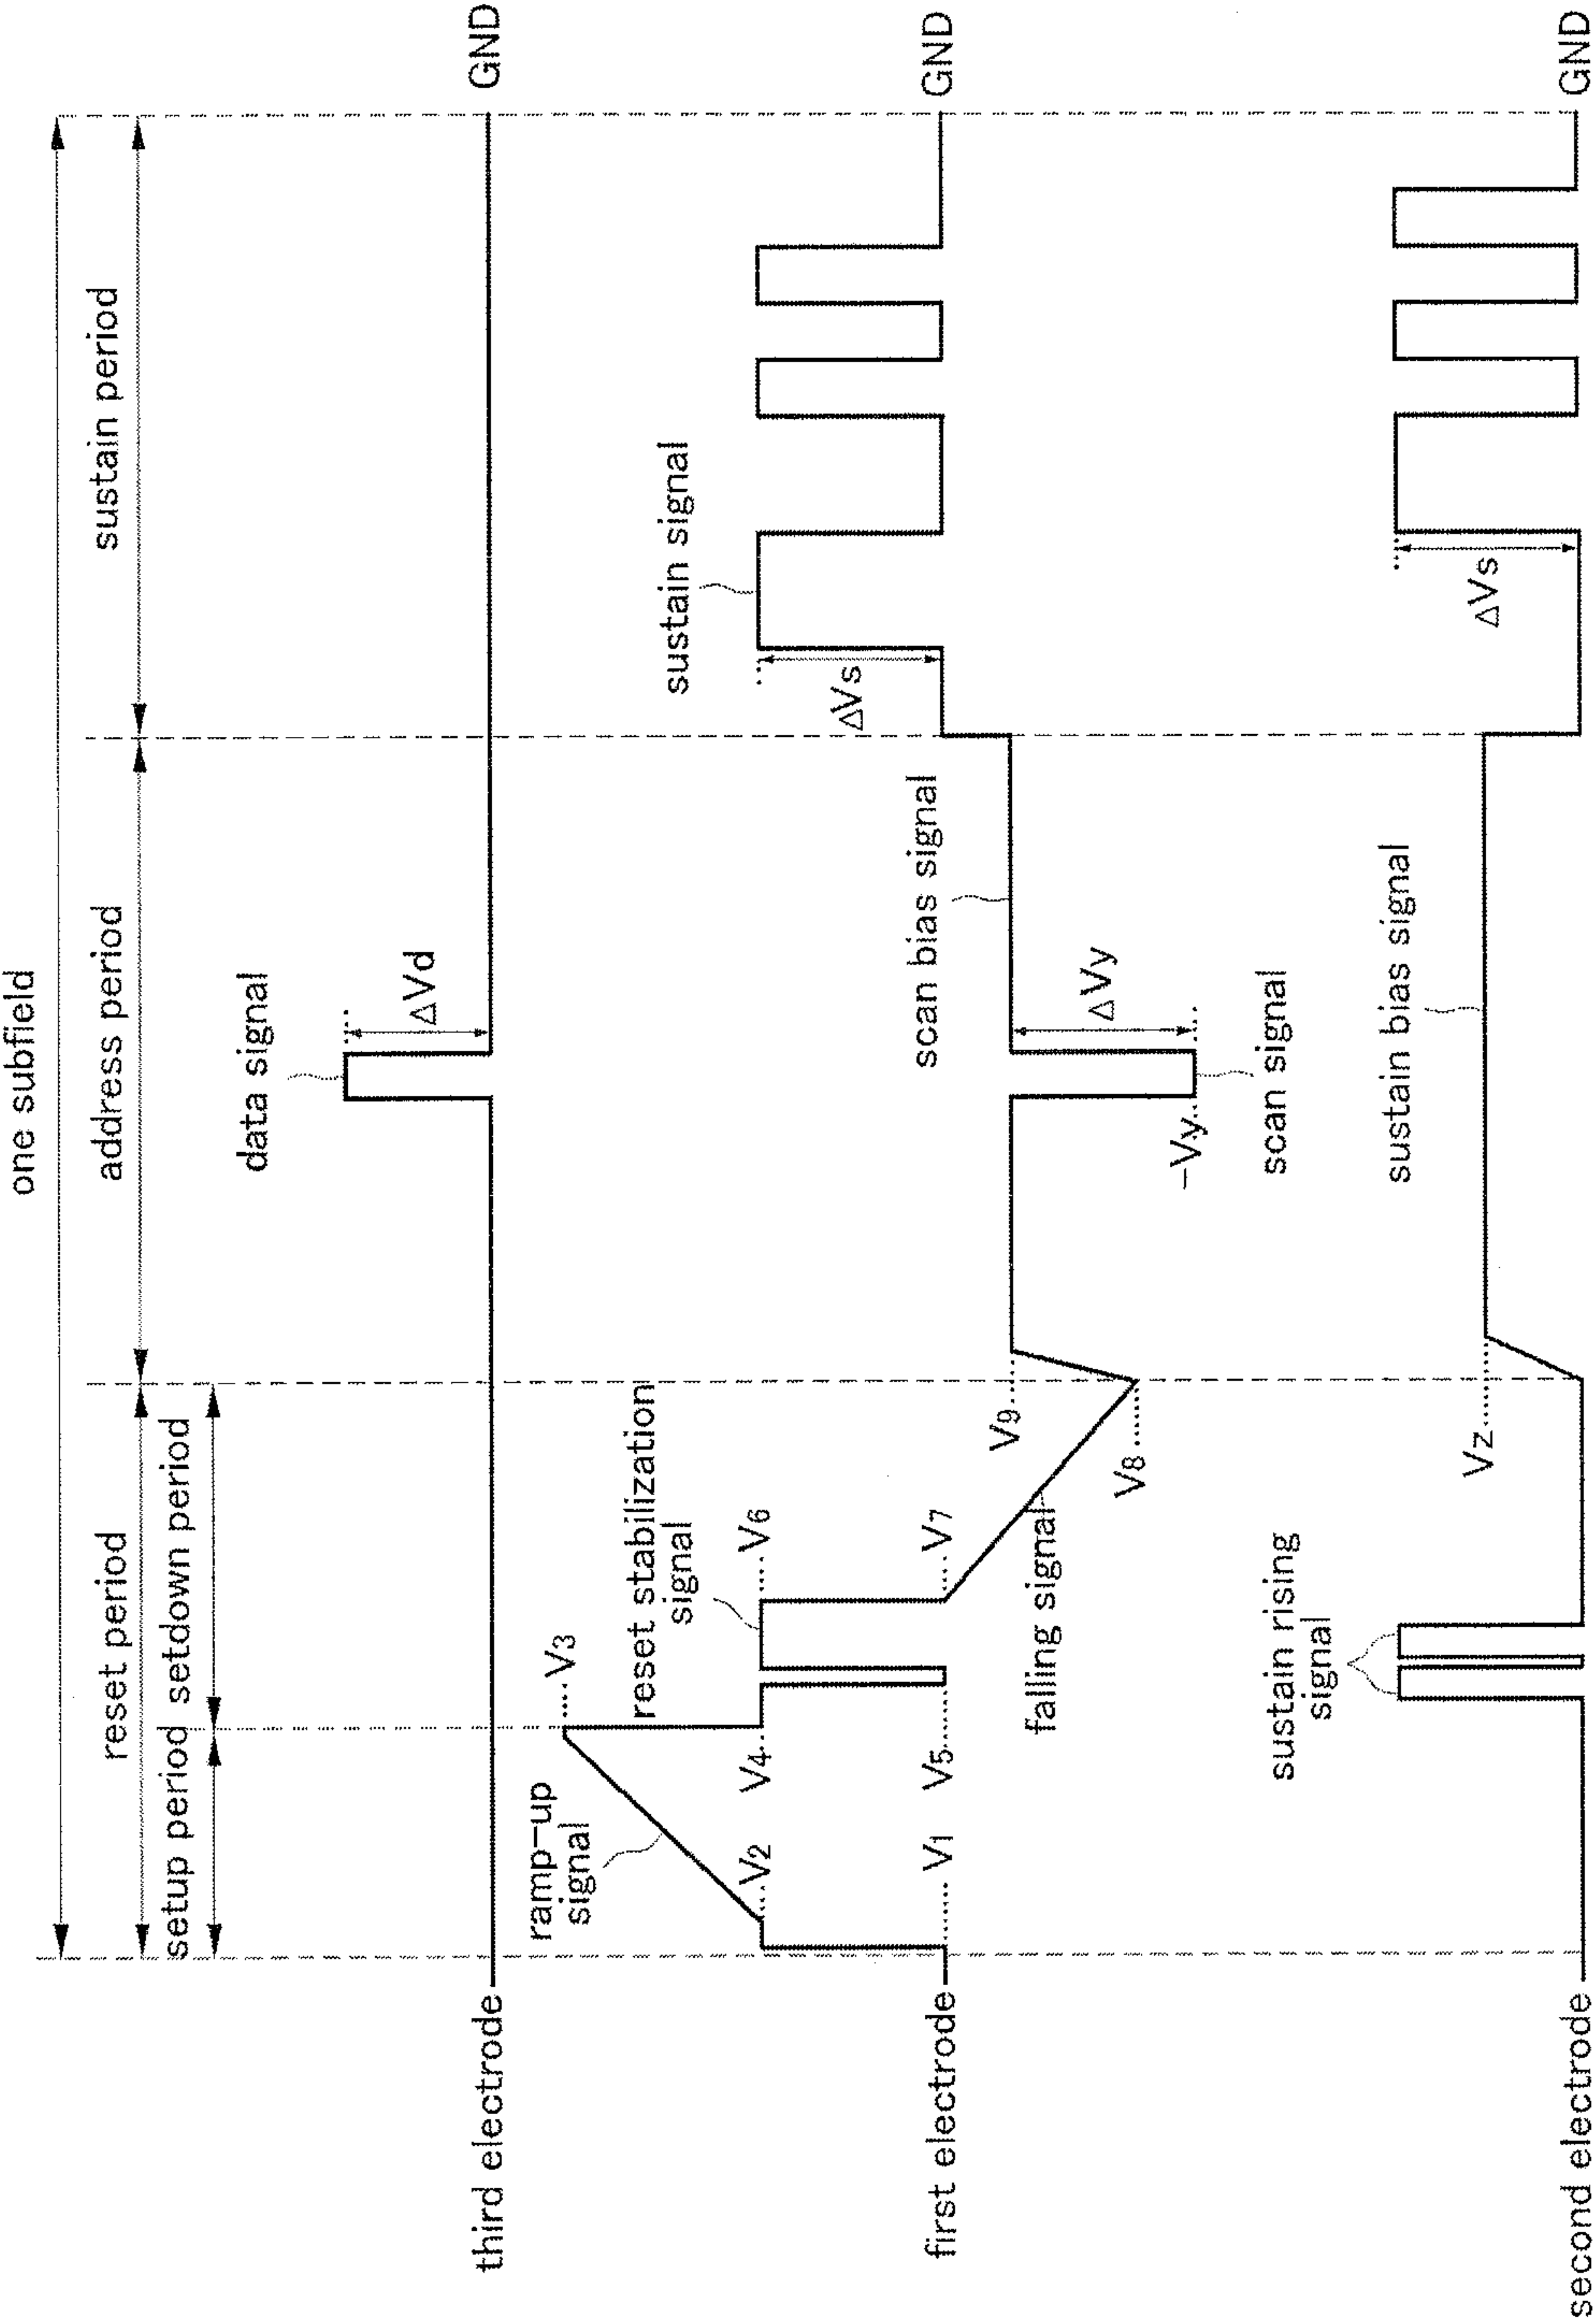 one subfield
reset period
address period
sustain period
setup period
setdown period
data signal
ΔVd
third electrode
GND
ramp-up
signal
V3
reset stabilization
signal
sustain signal
V2
V4
V6
ΔVs
V1
V5
V7
first electrode
GND
scan bias signal
V9
falling signal
V8
ΔVy
-Vy
scan signal
sustain rising
signal
sustain bias signal
Vz
ΔVs
second electrode
GND